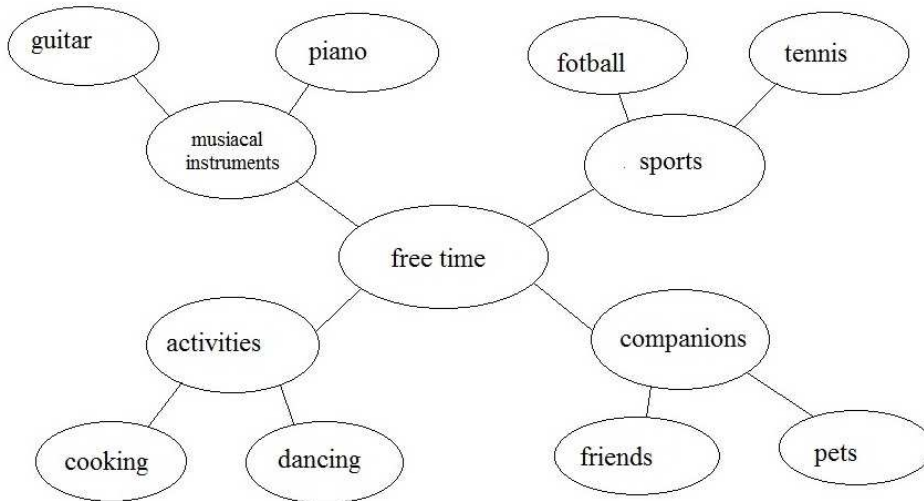 guitar
piano
fotball
tennis
musiacal
instruments
sports
free time
activities
companions
cooking
dancing
friends
pets